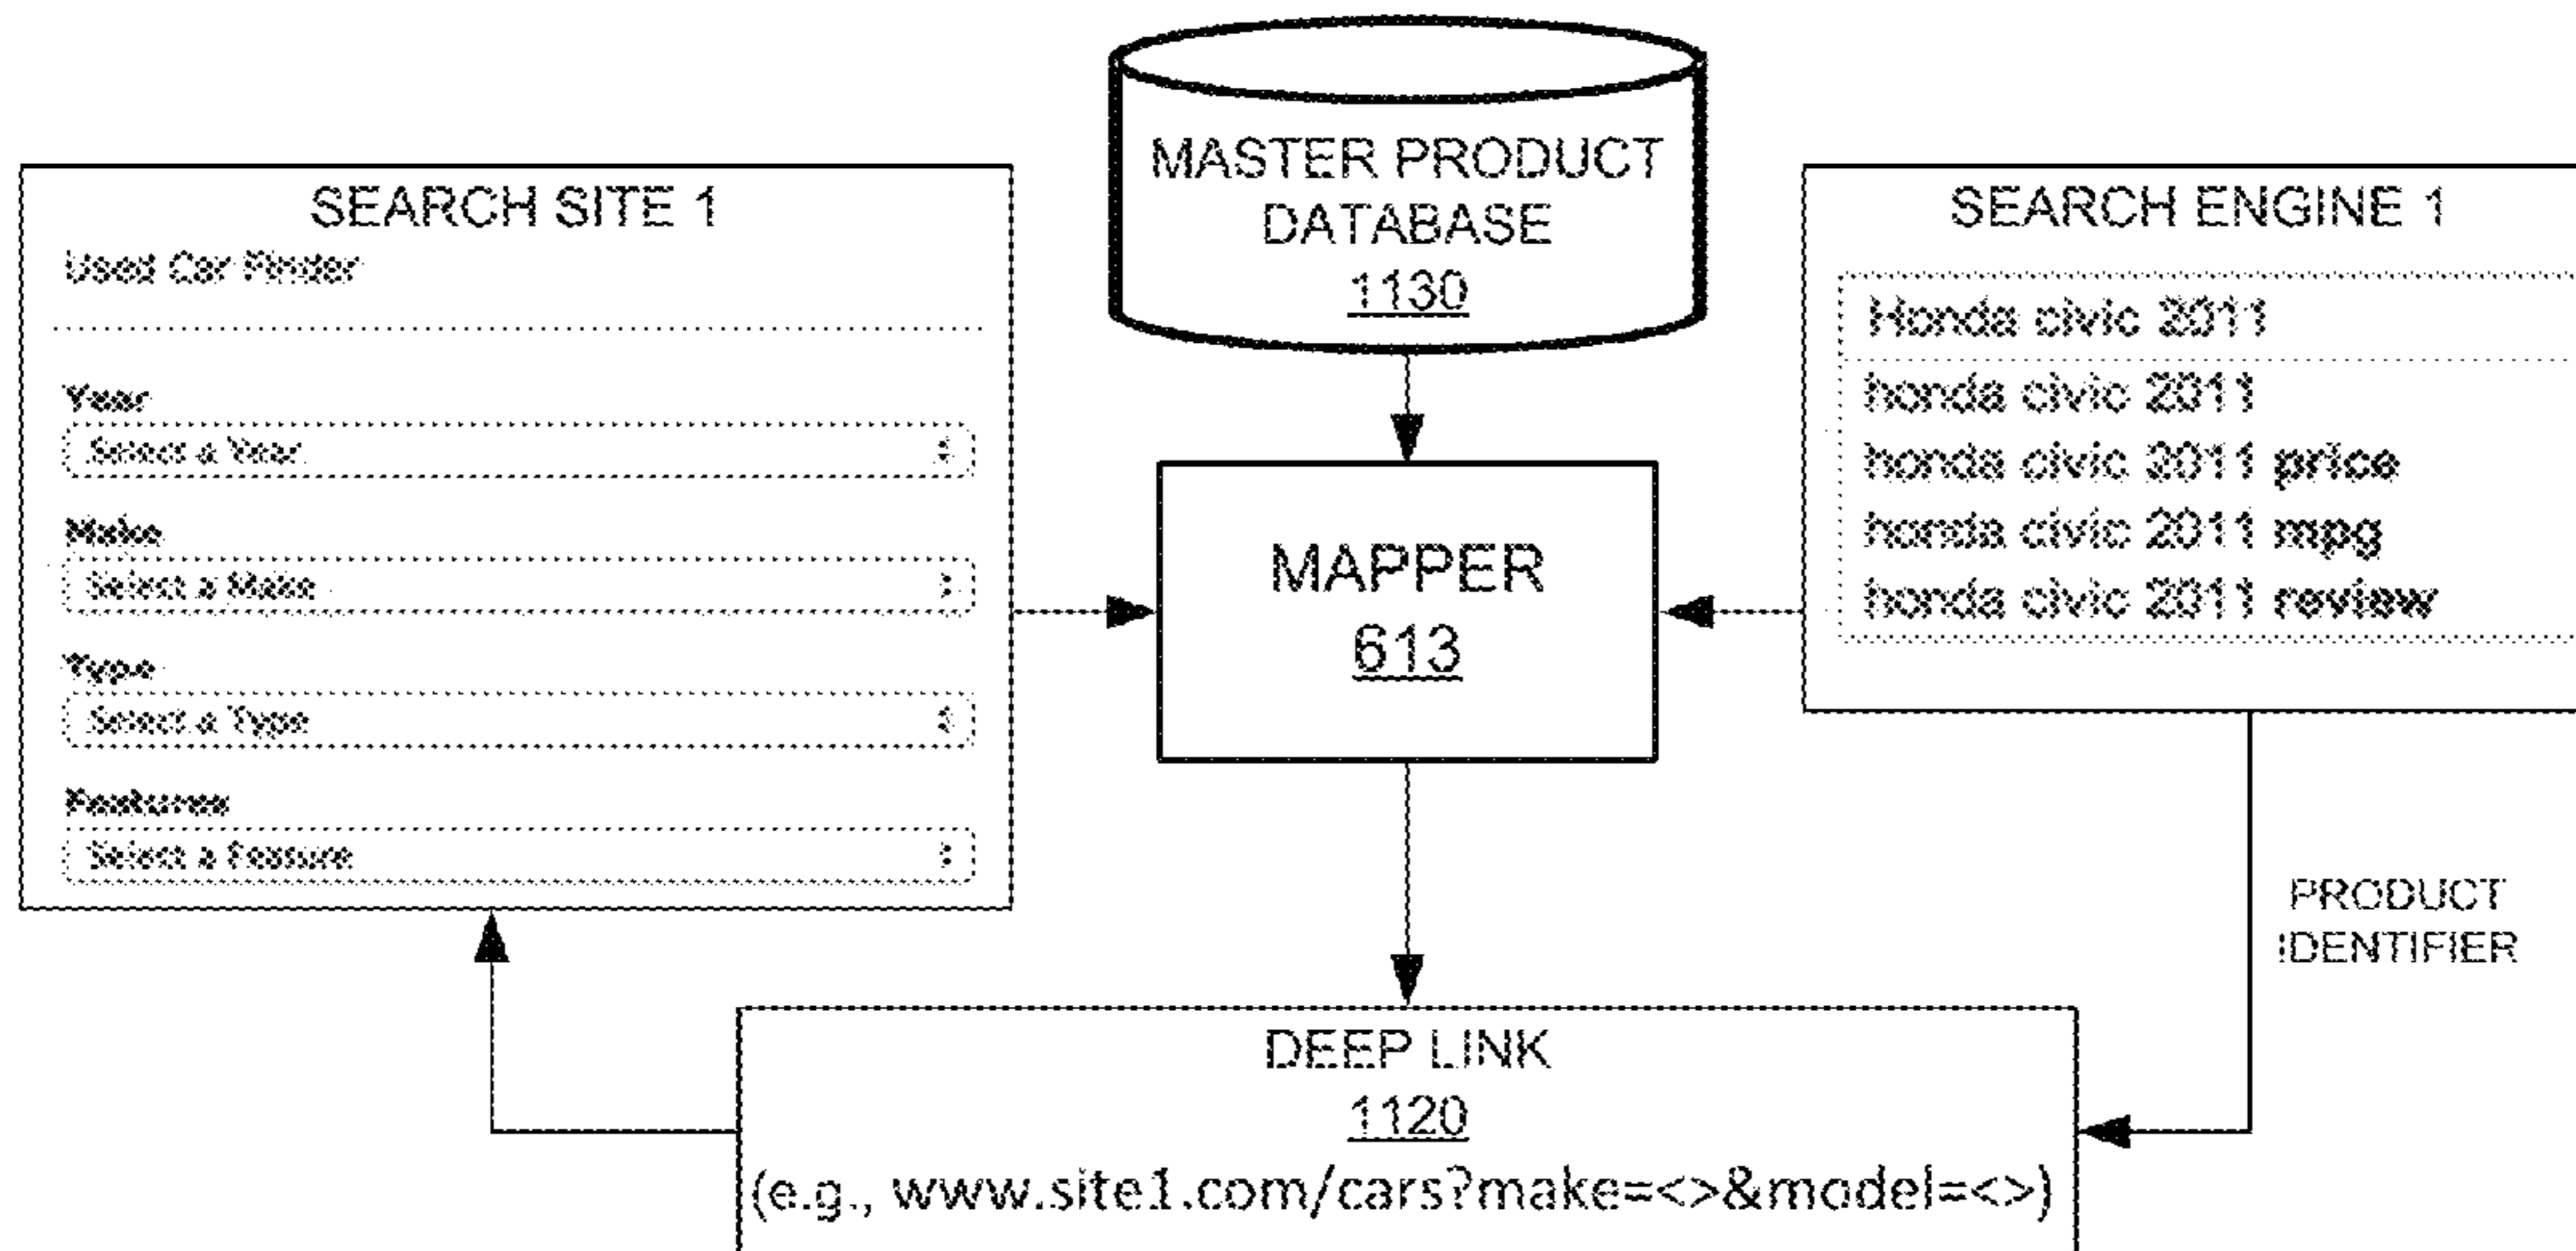 SEARCH SITE 1
Used Car Finder
Year
Select a Year
Make
Select a Make
Type
Select a Type
Features
Select a Feature
MASTER PRODUCT
DATABASE
1130
MAPPER
613
SEARCH ENGINE 1
Honda civic 2011
honda civic 2011
honda civic 2011 price
honda civic 2011 mpg
honda civic 2011 review
PRODUCT
IDENTIFIER
DEEP LINK
1120
(e.g., www.site1.com/cars?make=<>&model=<>)